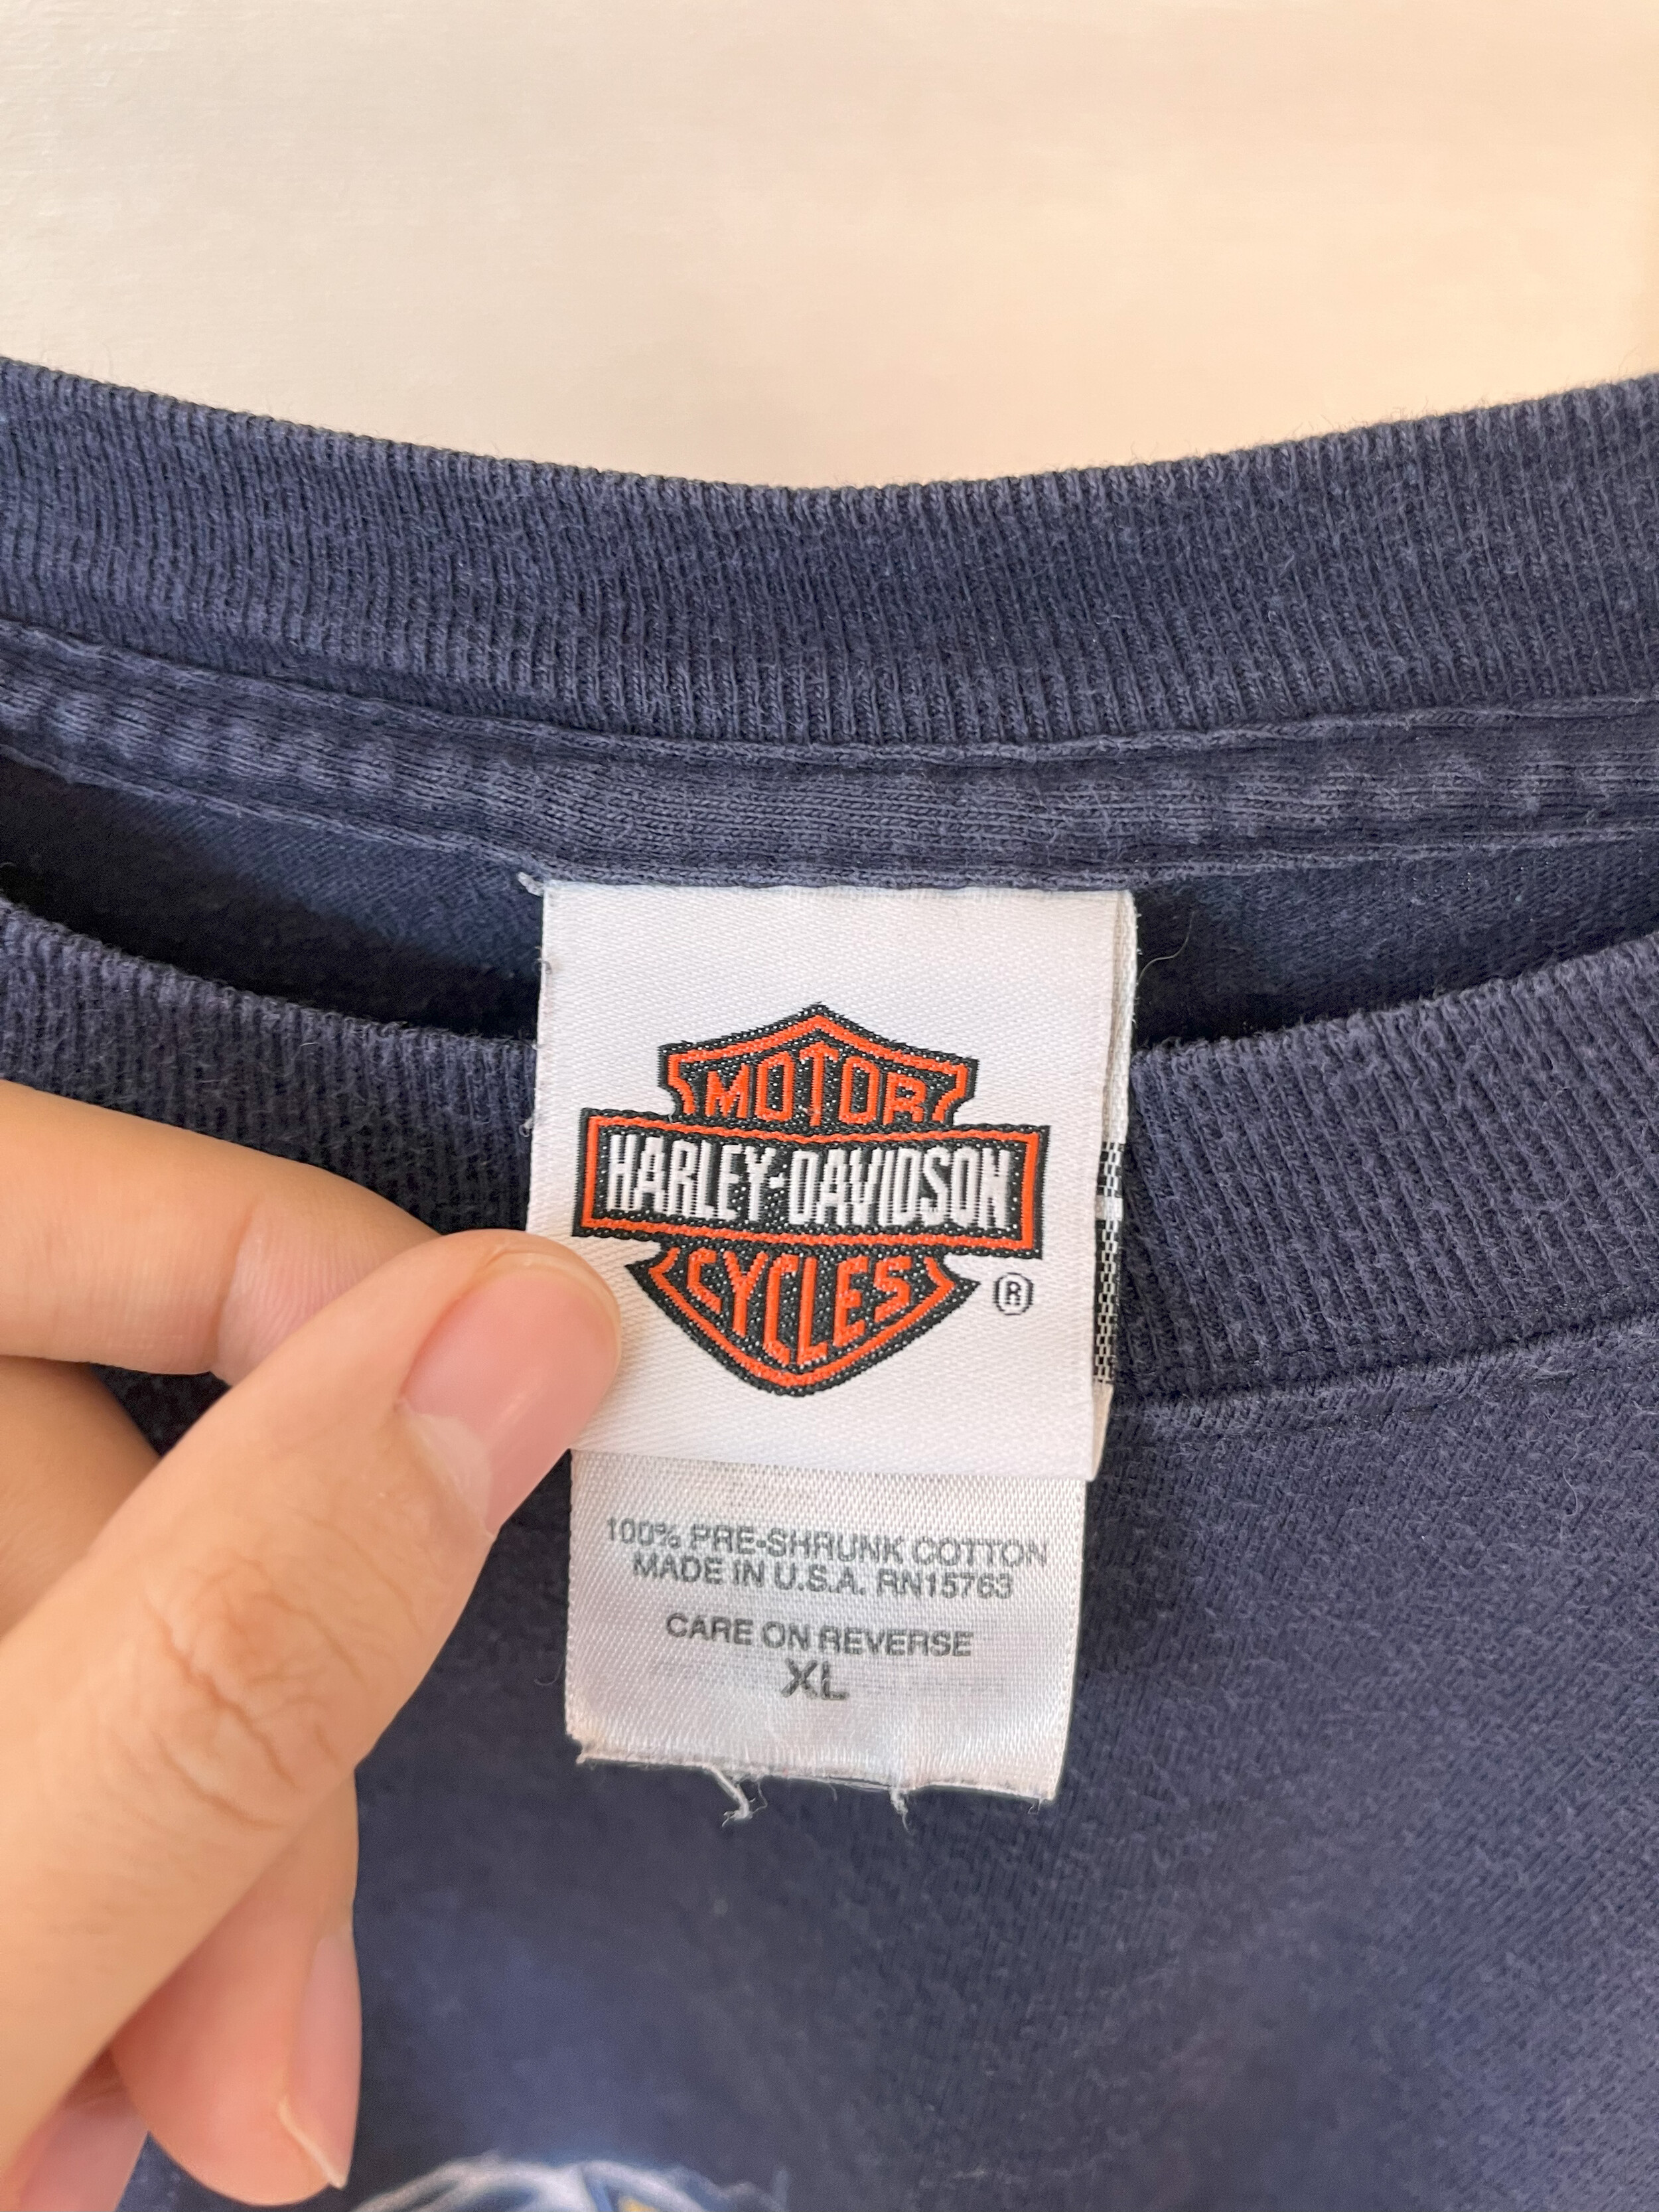 MOTOR
HARLEY-DAVIDSON
CYCLES
®
100% PRE-SHRUNK COTTON
MADE IN U.S.A. RN15763
CARE ON REVERSE
XL